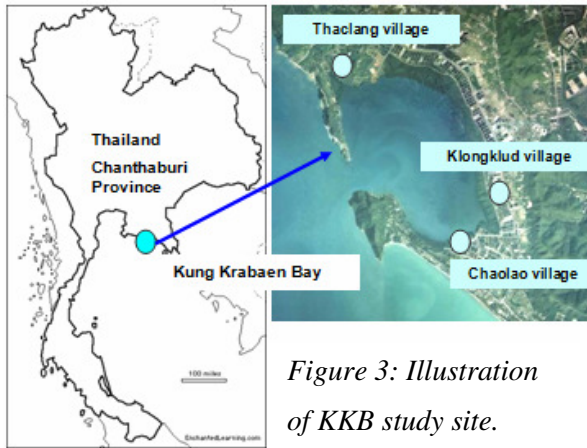 Thaclang village
Thailand
Chanthaburi
Province
Klongklud village
Kung Krabaen Bay
Chaolao village
100 miles
EnchantedLearning.com
Figure 3: Illustration
of KKB study site.